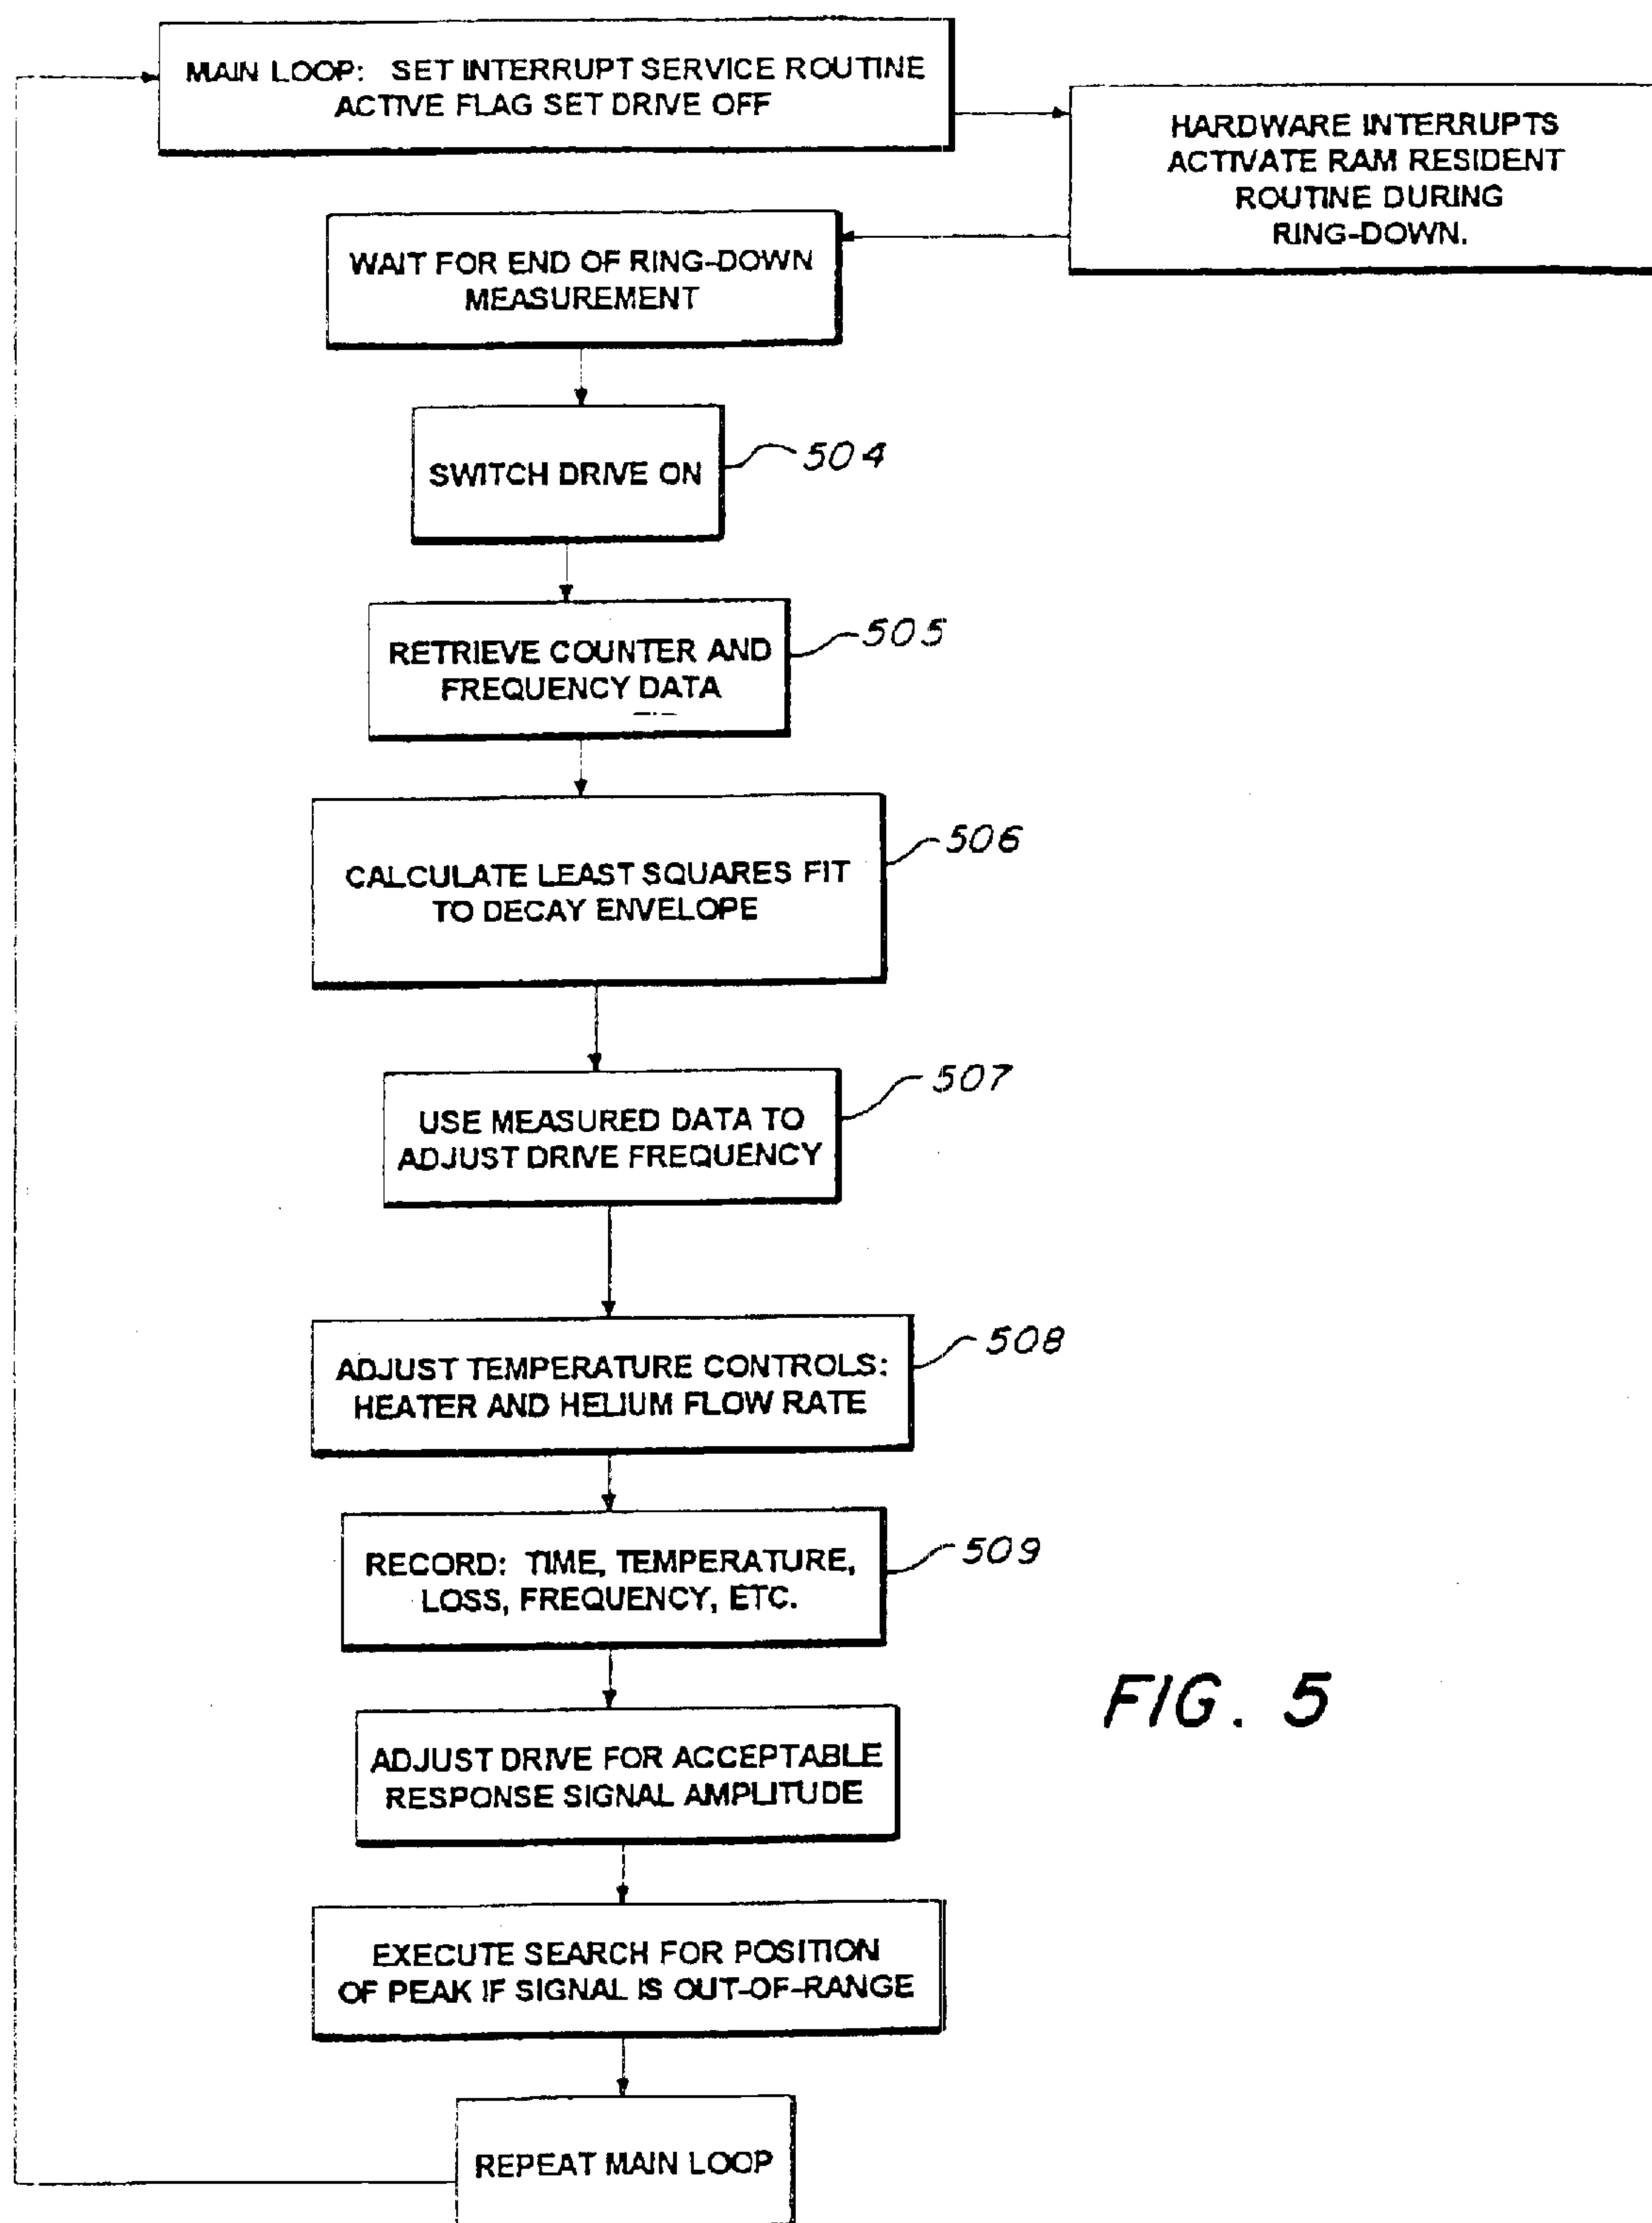 MAIN LOOP: SET INTERRUPT SERVICE ROUTINE
ACTIVE FLAG SET DRIVE OFF
HARDWARE INTERRUPTS
ACTIVATE RAM RESIDENT
ROUTINE DURING
RING-DOWN.
WAIT FOR END OF RING-DOWN
MEASUREMENT
SWITCH DRIVE ON
504
RETRIEVE COUNTER AND
FREQUENCY DATA
505
CALCULATE LEAST SQUARES FIT
TO DECAY ENVELOPE
506
USE MEASURED DATA TO
ADJUST DRIVE FREQUENCY
507
ADJUST TEMPERATURE CONTROLS:
HEATER AND HELIUM FLOW RATE
508
RECORD: TIME, TEMPERATURE,
LOSS, FREQUENCY, ETC.
509
ADJUST DRIVE FOR ACCEPTABLE
RESPONSE SIGNAL AMPLITUDE
EXECUTE SEARCH FOR POSITION
OF PEAK IF SIGNAL IS OUT-OF-RANGE
REPEAT MAIN LOOP
FIG. 5